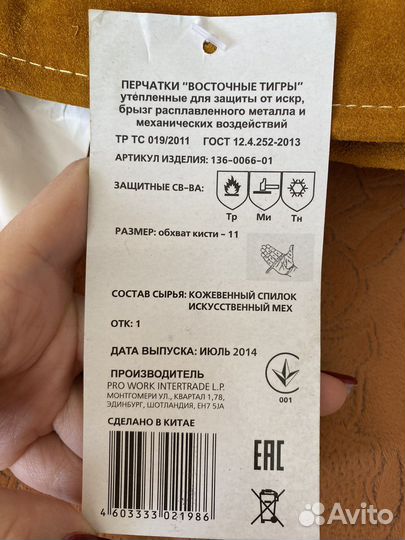 ПЕРЧАТКИ "ВОСТОЧНЫЕ ТИГРЫ"
утепленные для защиты от искр,
брызг расплавленного металла и
механических воздействий
ТР ТС 019/2011 ГОСТ 12.4.252-2013
АРТИКУЛ ИЗДЕЛИЯ: 136-0066-01
ЗАЩИТНЫЕ СВ-ВА:
Тр Ми Тн
РАЗМЕР: обхват кисти - 11
СОСТАВ СЫРЬЯ: КОЖЕВЕННЫЙ СПИЛОК
ИСКУССТВЕННЫЙ МЕХ
ОТК: 1
ДАТА ВЫПУСКА: ИЮЛЬ 2014
ПРОИЗВОДИТЕЛЬ
PRO WORK INTERTRADE L.P.
МОНТГОМЕРИ УЛ., КВАРТАЛ 1,78,
ЭДИНБУРГ, ШОТЛАНДИЯ, EH7 5JA
001
СДЕЛАНО В КИТАЕ
EAC
4 603333 021986
Avito